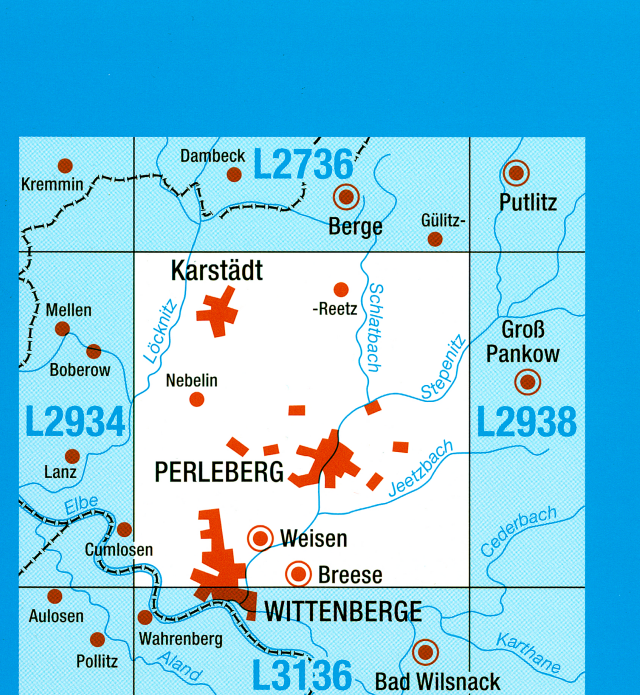 Dambeck
L2736
Kremmin
Putlitz
Berge
Gülitz-
Karstädt
-Reetz
Schlatbach
Löcknitz
Mellen
Boberow
Groß
Pankow
Stepenitz
Nebelin
L2934
L2938
Lanz
PERLEBERG
Jeetzbach
Elbe
Cederbach
Cumlosen
Weisen
Breese
Aulosen
WITTENBERGE
Wahrenberg
Pollitz
Aland
Karthane
L3136
Bad Wilsnack